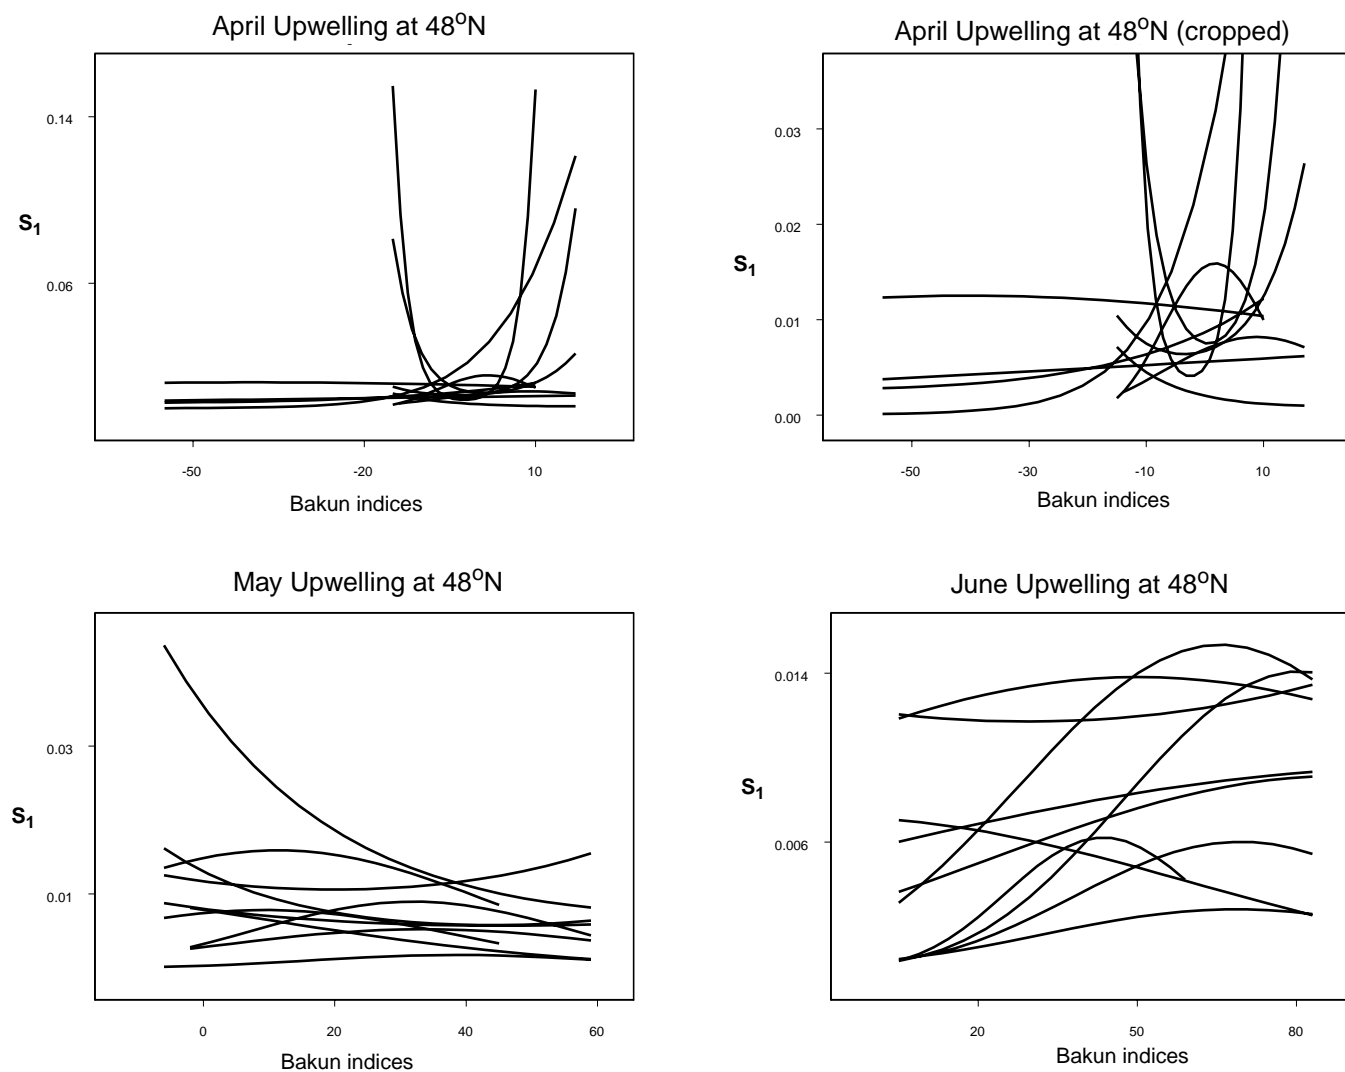 April Upwelling at 48°N
0.14
0.06
S1
-50
-20
10
Bakun indices
April Upwelling at 48°N (cropped)
0.03
0.02
0.01
0.00
S1
-50
-30
-10
10
Bakun indices
May Upwelling at 48°N
0.03
0.01
S1
0
20
40
60
Bakun indices
June Upwelling at 48°N
0.014
0.006
S1
20
50
80
Bakun indices